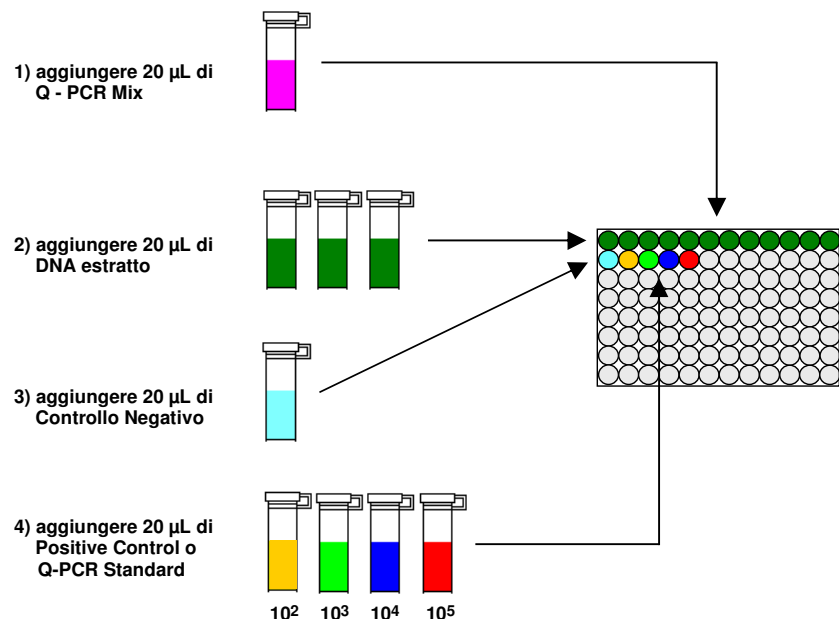 1) aggiungere 20 µL di
Q - PCR Mix
2) aggiungere 20 µL di
DNA estratto
3) aggiungere 20 µL di
Controllo Negativo
4) aggiungere 20 µL di
Positive Control o
Q-PCR Standard
10² 10³ 10⁴ 10⁵